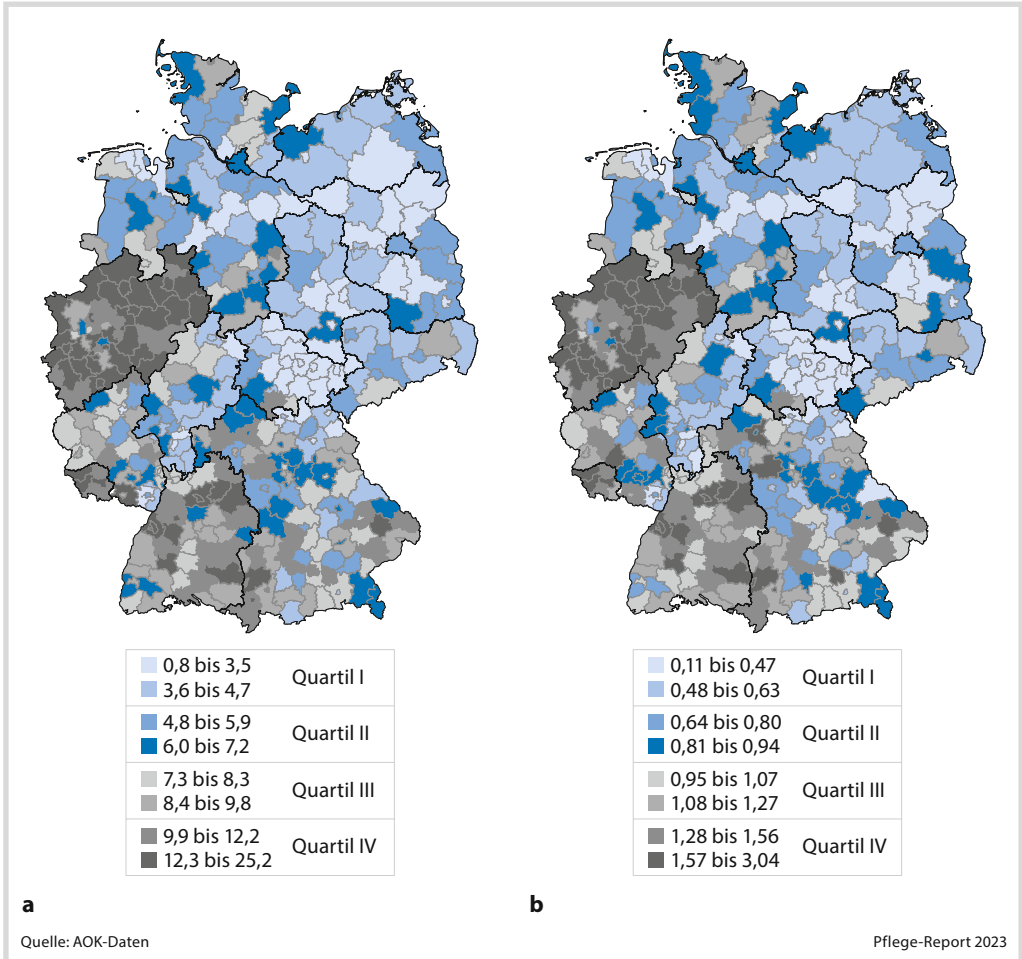 0,8 bis 3,5
3,6 bis 4,7
Quartil I
4,8 bis 5,9
6,0 bis 7,2
Quartil II
7,3 bis 8,3
8,4 bis 9,8
Quartil III
9,9 bis 12,2
12,3 bis 25,2
Quartil IV
a
0,11 bis 0,47
0,48 bis 0,63
Quartil I
0,64 bis 0,80
0,81 bis 0,94
Quartil II
0,95 bis 1,07
1,08 bis 1,27
Quartil III
1,28 bis 1,56
1,57 bis 3,04
Quartil IV
b
Quelle: AOK-Daten
Pflege-Report 2023